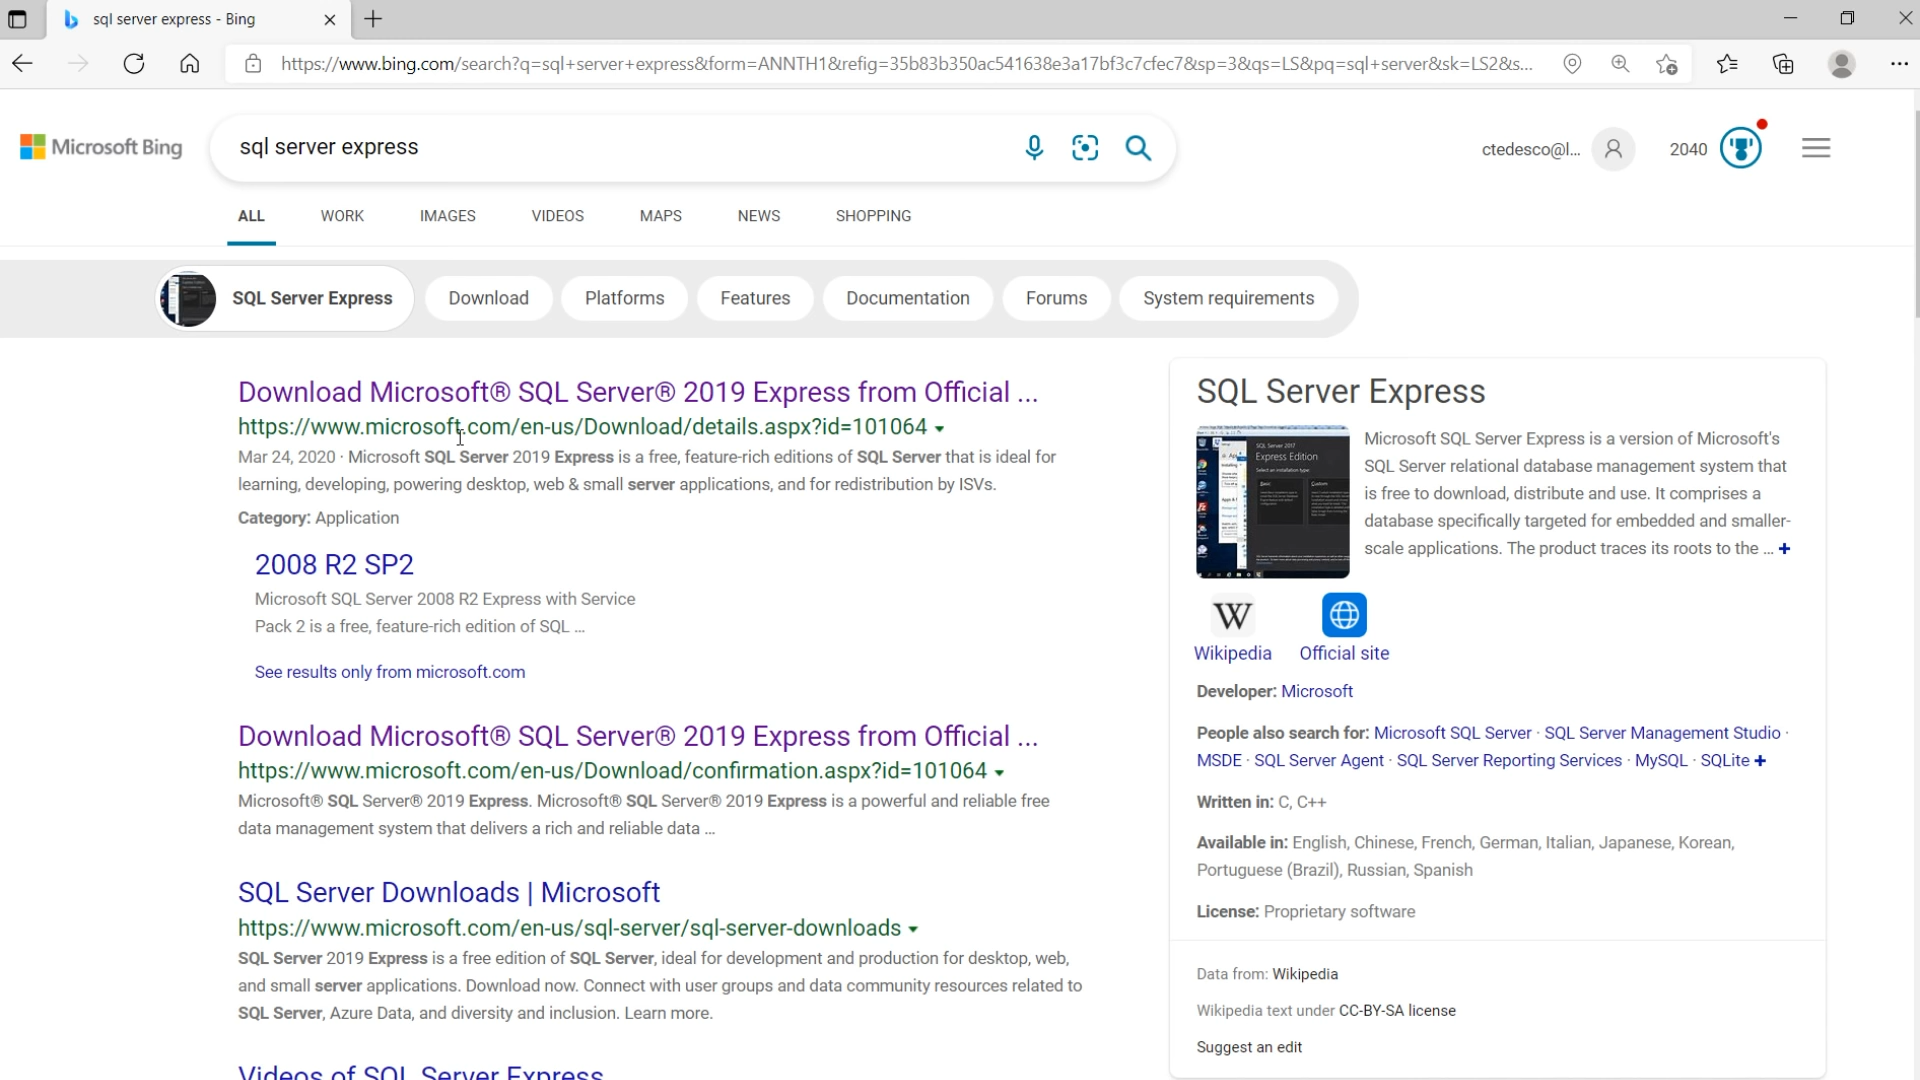 sql server express - Bing
https://www.bing.com/search?q=sql+server+express&form=ANNTH1&refig=35b83b350ac541638e3a17bf3c7cfec7&sp=3&qs=LS&pq=sql+server&sk=LS2&s...
Microsoft Bing
sql server express
ctedesco@l...
2040
ALL WORK IMAGES VIDEOS MAPS NEWS SHOPPING
SQL Server Express Download Platforms Features Documentation Forums System requirements
Download Microsoft® SQL Server® 2019 Express from Official ...
https://www.microsoft.com/en-us/Download/details.aspx?id=101064
Mar 24, 2020 · Microsoft SQL Server 2019 Express is a free, feature-rich editions of SQL Server that is ideal for
learning, developing, powering desktop, web & small server applications, and for redistribution by ISVs.
Category: Application
2008 R2 SP2
Microsoft SQL Server 2008 R2 Express with Service
Pack 2 is a free, feature-rich edition of SQL ...
See results only from microsoft.com
Download Microsoft® SQL Server® 2019 Express from Official ...
https://www.microsoft.com/en-us/Download/confirmation.aspx?id=101064
Microsoft® SQL Server® 2019 Express. Microsoft® SQL Server® 2019 Express is a powerful and reliable free
data management system that delivers a rich and reliable data ...
SQL Server Downloads | Microsoft
https://www.microsoft.com/en-us/sql-server/sql-server-downloads
SQL Server 2019 Express is a free edition of SQL Server, ideal for development and production for desktop, web,
and small server applications. Download now. Connect with user groups and data community resources related to
SQL Server, Azure Data, and diversity and inclusion. Learn more.
Videos of SQL Server Express
SQL Server Express
SQL Server 2017
Express Edition
Select an installation type:
Basic
Custom
Microsoft SQL Server Express is a version of Microsoft's
SQL Server relational database management system that
is free to download, distribute and use. It comprises a
database specifically targeted for embedded and smaller-
scale applications. The product traces its roots to the ... +
W
Wikipedia Official site
Developer: Microsoft
People also search for: Microsoft SQL Server · SQL Server Management Studio ·
MSDE · SQL Server Agent · SQL Server Reporting Services · MySQL · SQLite +
Written in: C, C++
Available in: English, Chinese, French, German, Italian, Japanese, Korean,
Portuguese (Brazil), Russian, Spanish
License: Proprietary software
Data from: Wikipedia
Wikipedia text under CC-BY-SA license
Suggest an edit